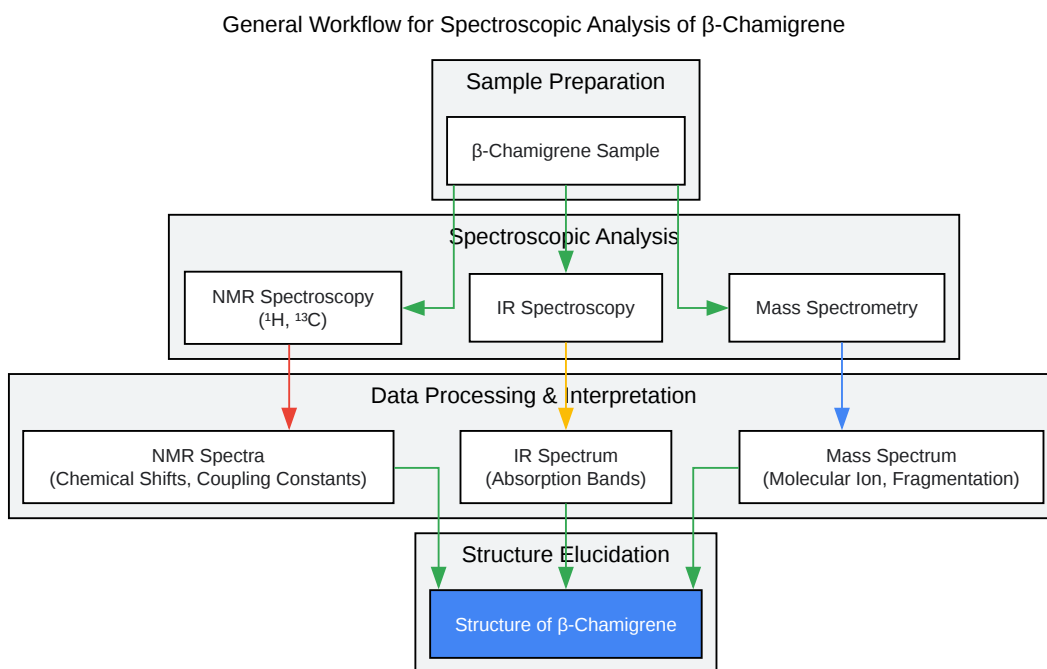 General Workflow for Spectroscopic Analysis of β-Chamigrene
Sample Preparation
β-Chamigrene Sample
Spectroscopic Analysis
NMR Spectroscopy
(¹H, ¹³C)
IR Spectroscopy
Mass Spectrometry
Data Processing & Interpretation
NMR Spectra
(Chemical Shifts, Coupling Constants)
IR Spectrum
(Absorption Bands)
Mass Spectrum
(Molecular Ion, Fragmentation)
Structure Elucidation
Structure of β-Chamigrene